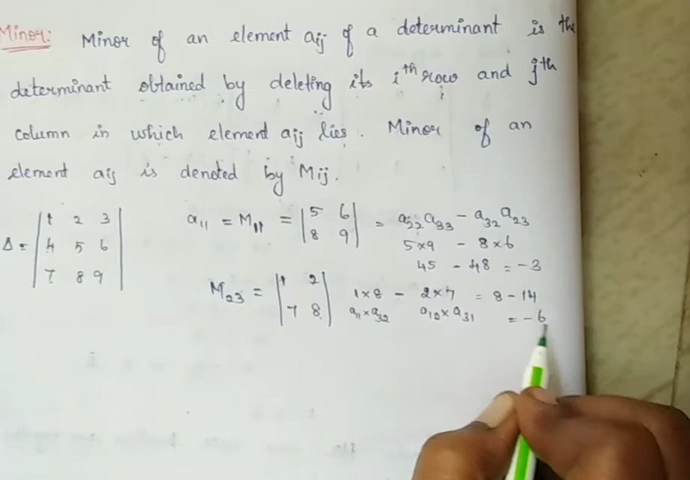 Minor: Minor of an element aij of a determinant is the
determinant obtained by deleting its ith row and jth
column in which element aij lies. Minor of an
element aij is denoted by Mij.
Δ = | 1 2 3 |
| 4 5 6 |
| 7 8 9 |
a11 = M11 = | 5 6 | = a22 a33 - a32 a23
| 8 9 | 5×9 - 8×6
45 - 48 = -3
M23 = | 1 2 | 1×8 - 2×7 = 8-14
| 7 8 | a11×a32 a12×a31 = -6